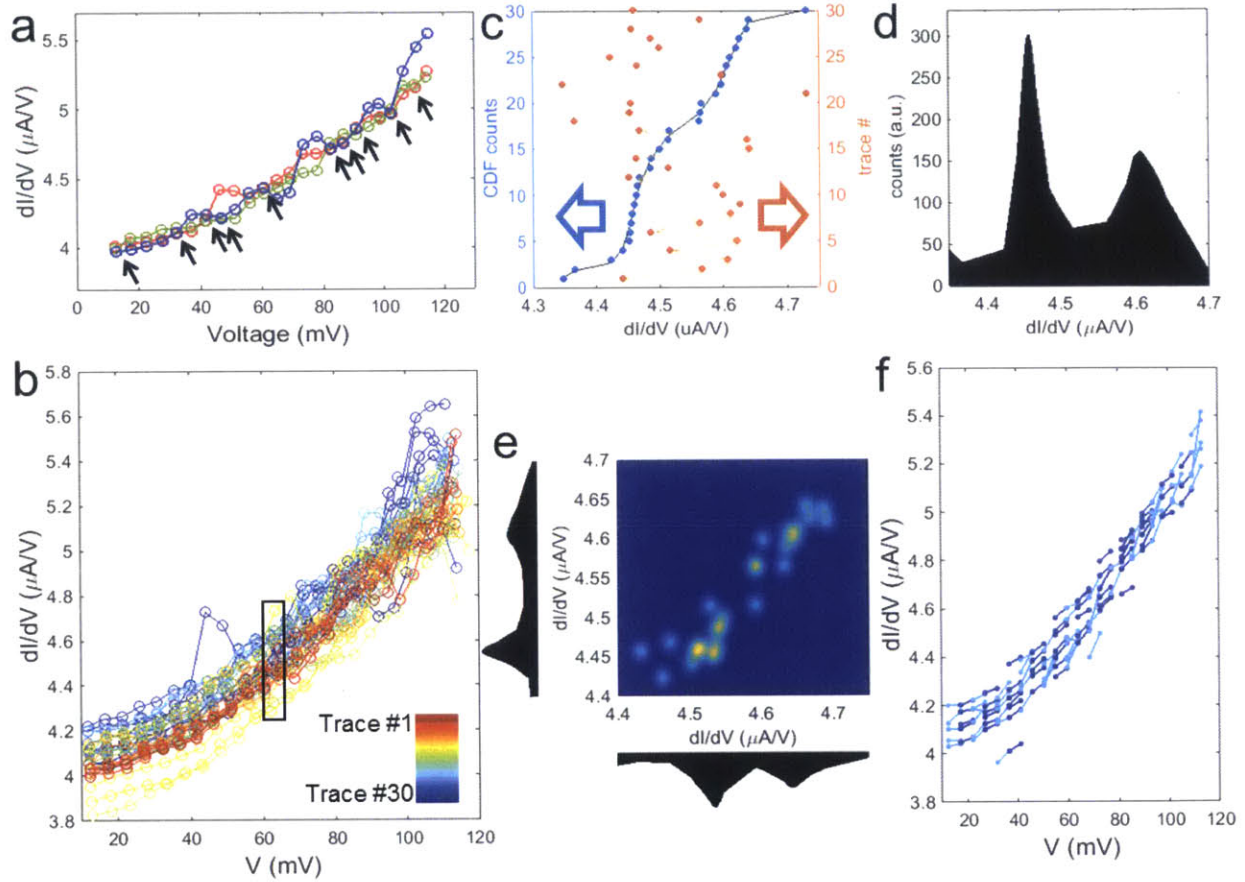 a
5.5
5
4.5
4
dI/dV (μA/V)
0 20 40 60 80 100 120
Voltage (mV)
c
30
25
20
15
10
5
0
CDF counts
30
25
20
15
10
5
0
trace #
4.3 4.4 4.5 4.6 4.7
dI/dV (uA/V)
d
300
250
200
150
100
50
0
counts (a.u.)
4.4 4.5 4.6 4.7
dI/dV (μA/V)
b
5.8
5.6
5.4
5.2
5
4.8
4.6
4.4
4.2
4
3.8
dI/dV (μA/V)
Trace #1
Trace #30
20 40 60 80 100 120
V (mV)
e
4.7
4.65
4.6
4.55
4.5
4.45
4.4
dI/dV (μA/V)
4.4 4.5 4.6 4.7
dI/dV (μA/V)
f
5.6
5.4
5.2
5
4.8
4.6
4.4
4.2
4
3.8
dI/dV (μA/V)
20 40 60 80 100 120
V (mV)